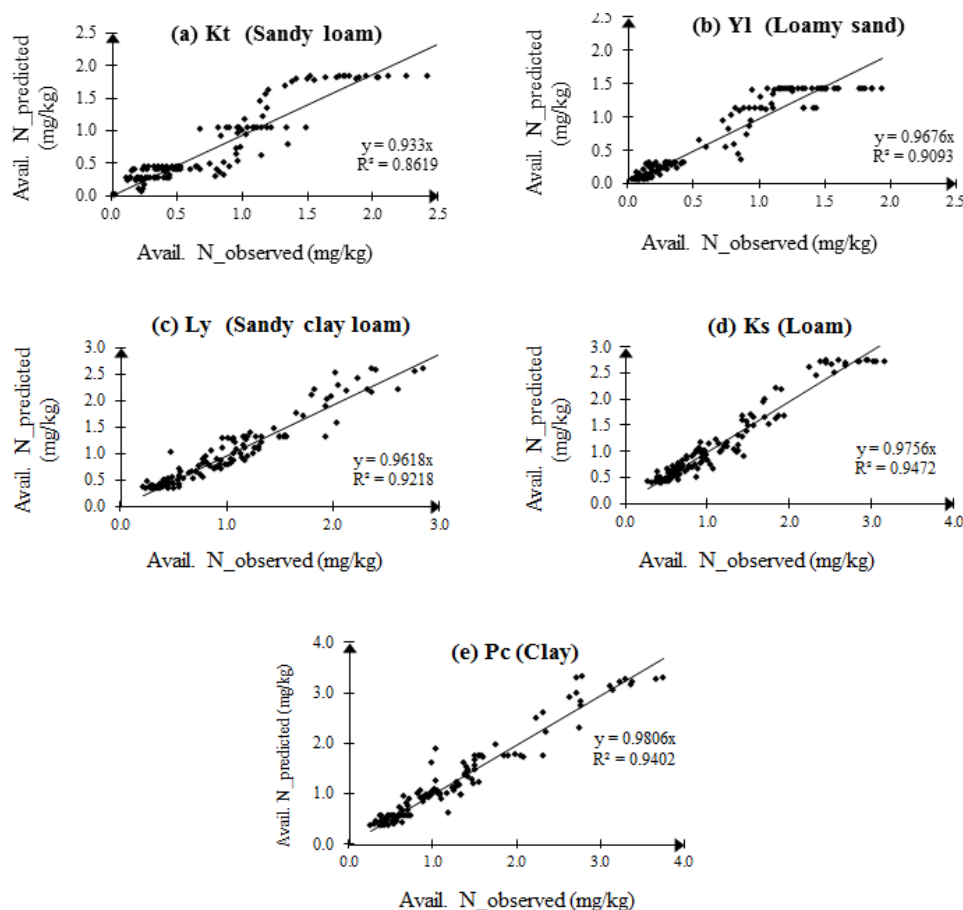 (a) Kt (Sandy loam)
2.5
2.0
1.5
1.0
0.5
0.0
0.0 0.5 1.0 1.5 2.0 2.5
y = 0.933x
R² = 0.8619
Avail. N_predicted
(mg/kg)
Avail. N_observed (mg/kg)
(b) Yl (Loamy sand)
2.5
2.0
1.5
1.0
0.5
0.0
0.0 0.5 1.0 1.5 2.0 2.5
y = 0.9676x
R² = 0.9093
Avail. N_predicted
(mg/kg)
Avail. N_observed (mg/kg)
(c) Ly (Sandy clay loam)
3.0
2.5
2.0
1.5
1.0
0.5
0.0
0.0 1.0 2.0 3.0
y = 0.9618x
R² = 0.9218
Avail. N_predicted
(mg/kg)
Avail. N_observed (mg/kg)
(d) Ks (Loam)
3.0
2.5
2.0
1.5
1.0
0.5
0.0
0.0 1.0 2.0 3.0 4.0
y = 0.9756x
R² = 0.9472
Avail. N_predicted
(mg/kg)
Avail. N_observed (mg/kg)
(e) Pc (Clay)
4.0
3.0
2.0
1.0
0.0
0.0 1.0 2.0 3.0 4.0
y = 0.9806x
R² = 0.9402
Avail. N_predicted (mg/kg)
Avail. N_observed (mg/kg)